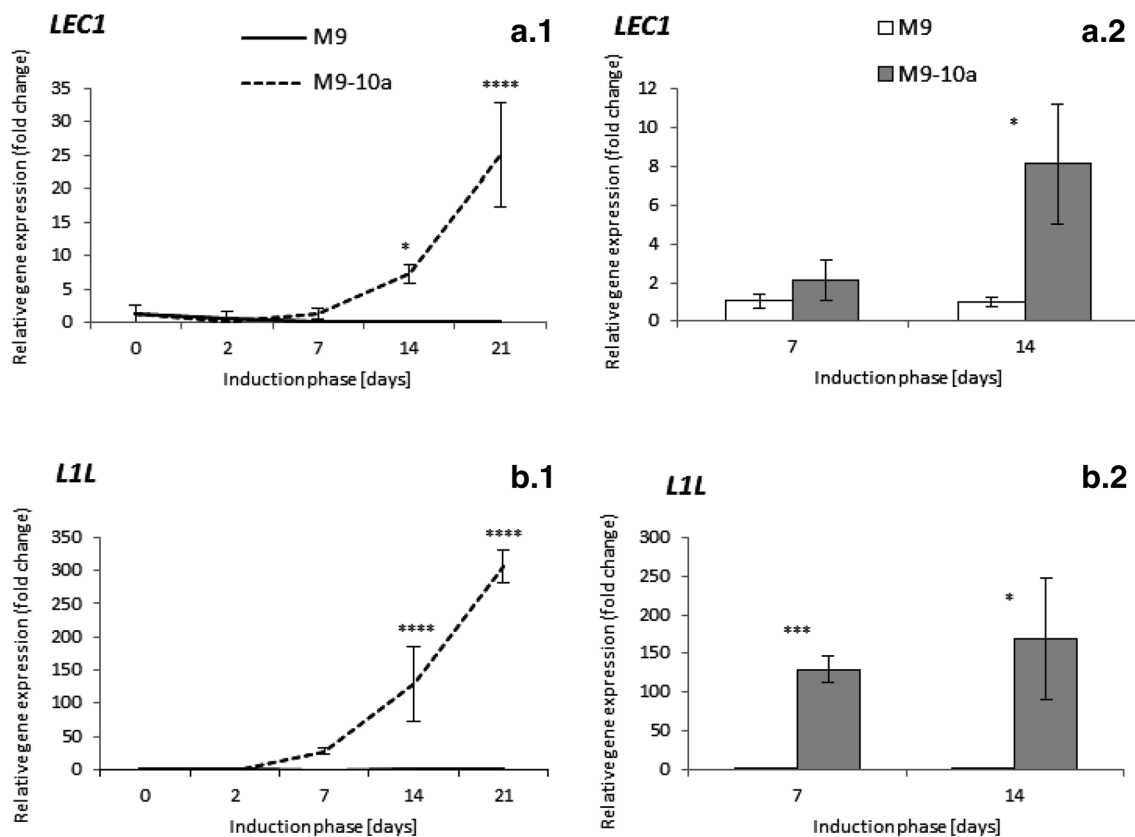 LEC1
a.1
M9
M9-10a
Relative gene expression (fold change)
35
30
25
20
15
10
5
0
*
****
0 2 7 14 21
Induction phase [days]
LEC1
a.2
M9
M9-10a
Relative gene expression (fold change)
12
10
8
6
4
2
0
*
7 14
Induction phase [days]
L1L
b.1
Relative gene expression (fold change)
350
300
250
200
150
100
50
0
****
****
0 2 7 14 21
Induction phase [days]
L1L
b.2
Relative gene expression (fold change)
300
250
200
150
100
50
0
***
*
7 14
Induction phase [days]